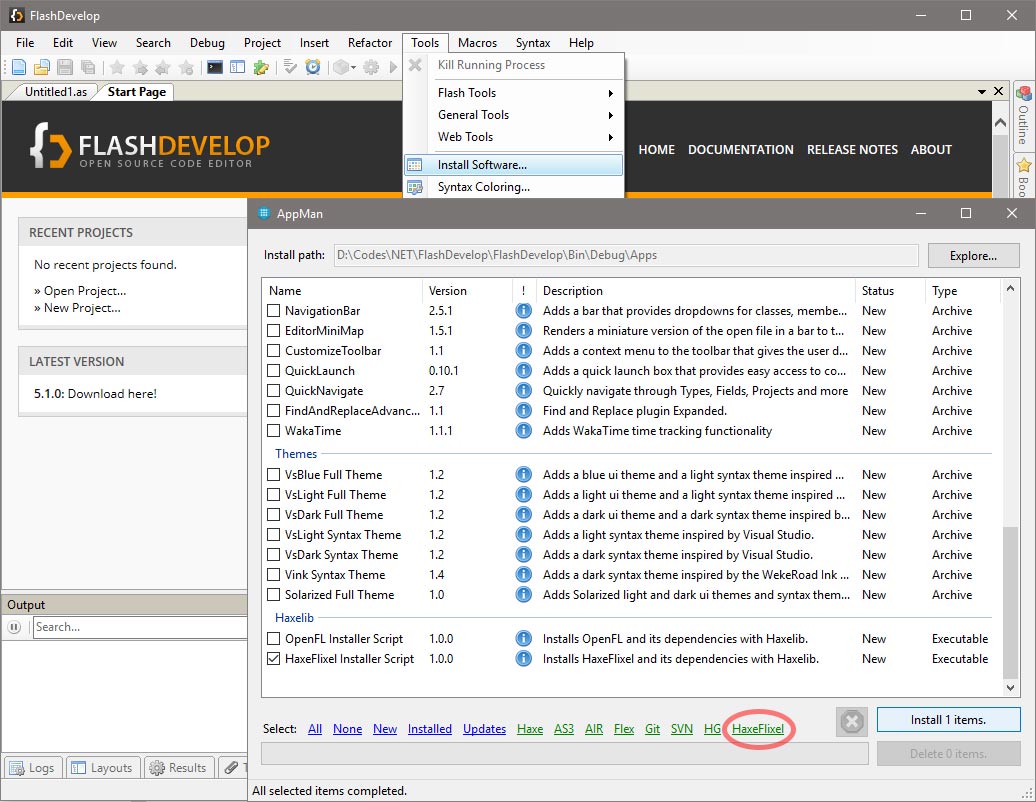 FlashDevelop
File Edit View Search Debug Project Insert Refactor Tools Macros Syntax Help
Untitled1.as Start Page
Kill Running Process
Flash Tools
General Tools
Web Tools
Install Software...
Syntax Coloring...
FLASHDEVELOP
OPEN SOURCE CODE EDITOR
HOME DOCUMENTATION RELEASE NOTES ABOUT
Outline
RECENT PROJECTS
No recent projects found.
» Open Project...
» New Project...
LATEST VERSION
5.1.0: Download here!
Output
Search...
Logs Layouts Results
AppMan
Install path: D:\Codes\NET\FlashDevelop\FlashDevelop\Bin\Debug\Apps Explore...
Name Version ! Description Status Type
NavigationBar 2.5.1 Adds a bar that provides dropdowns for classes, membe... New Archive
EditorMiniMap 1.5.1 Renders a miniature version of the open file in a bar to t... New Archive
CustomizeToolbar 1.1 Adds a context menu to the toolbar that gives the user d... New Archive
QuickLaunch 0.10.1 Adds a quick launch box that provides easy access to co... New Archive
QuickNavigate 2.7 Quickly navigate through Types, Fields, Projects and more New Archive
FindAndReplaceAdvanc... 1.1 Find and Replace plugin Expanded. New Archive
WakaTime 1.1.1 Adds WakaTime time tracking functionality New Archive
Themes
VsBlue Full Theme 1.2 Adds a blue ui theme and a light syntax theme inspired ... New Archive
VsLight Full Theme 1.2 Adds a light ui theme and a light syntax theme inspired ... New Archive
VsDark Full Theme 1.2 Adds a dark ui theme and a dark syntax theme inspired b... New Archive
VsLight Syntax Theme 1.2 Adds a light syntax theme inspired by Visual Studio. New Archive
VsDark Syntax Theme 1.2 Adds a dark syntax theme inspired by Visual Studio. New Archive
Vink Syntax Theme 1.4 Adds a dark syntax theme inspired by the WekeRoad Ink ... New Archive
Solarized Full Theme 1.0 Adds Solarized light and dark ui themes and syntax them... New Archive
Haxelib
OpenFL Installer Script 1.0.0 Installs OpenFL and its dependencies with Haxelib. New Executable
HaxeFlixel Installer Script 1.0.0 Installs HaxeFlixel and its dependencies with Haxelib. New Executable
Select: All None New Installed Updates Haxe AS3 AIR Flex Git SVN HG HaxeFlixel
Install 1 items.
Delete 0 items.
All selected items completed.